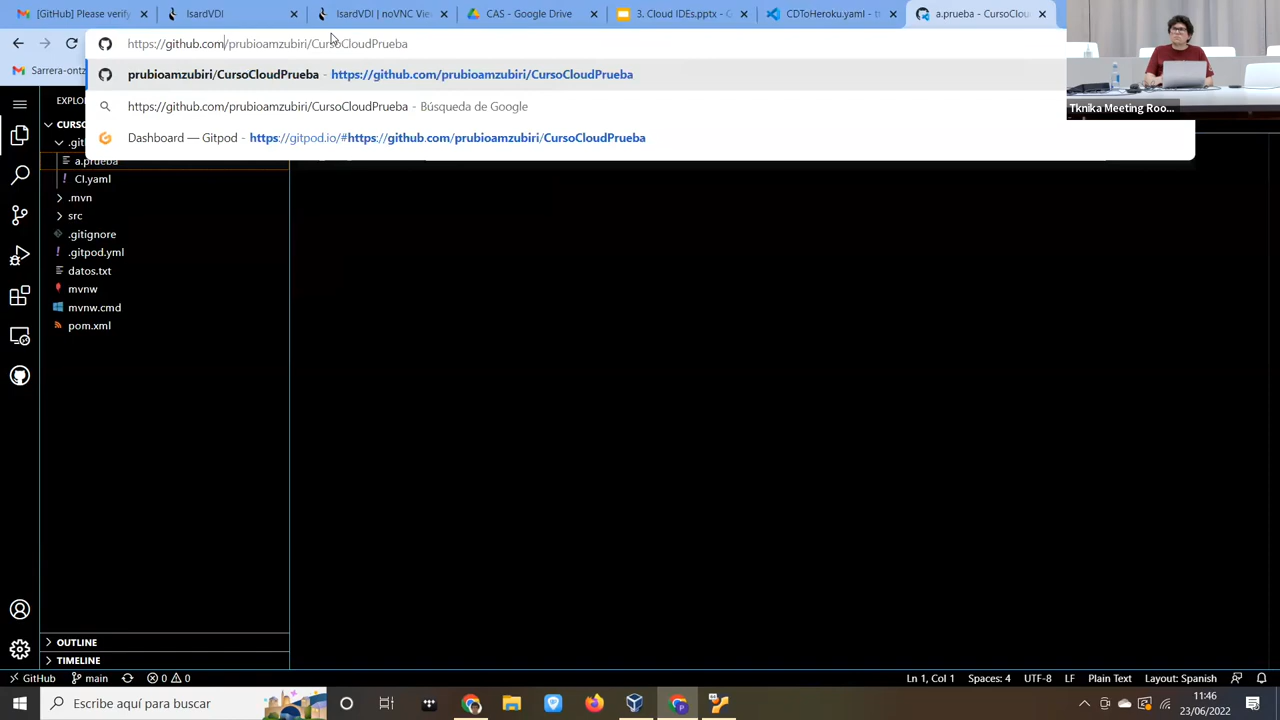 [GitHub] Please
IsardVDI
IsardVDI | noVNC Vie
CAS - Google Drive
3. Cloud IDEs.pptx - G
CDToHeroku.yaml - t
a.prueba - CursoClou
https://github.com/prubioamzubiri/CursoCloudPrueba
prubioamzubiri/CursoCloudPrueba - https://github.com/prubioamzubiri/CursoCloudPrueba
https://github.com/prubioamzubiri/CursoCloudPrueba - Búsqueda de Google
Dashboard — Gitpod - https://gitpod.io/#https://github.com/prubioamzubiri/CursoCloudPrueba
Sarrera-ontz
Tknika Meeting Roo...
EXPLO
CURSO
.git
a.prueba
CI.yaml
.mvn
src
.gitignore
.gitpod.yml
datos.txt
mvnw
mvnw.cmd
pom.xml
OUTLINE
TIMELINE
GitHub main 0 0 Ln 1, Col 1 Spaces: 4 UTF-8 LF Plain Text Layout: Spanish
Escribe aquí para buscar
11:46
23/06/2022